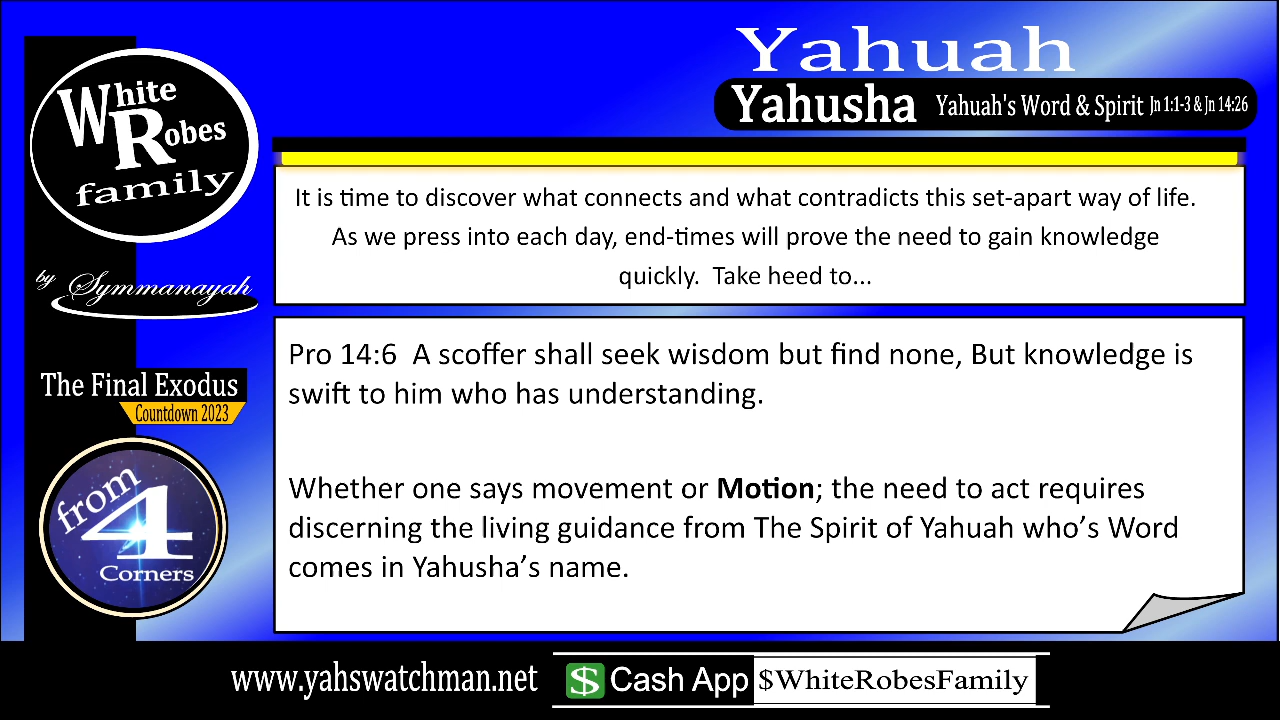 Yahuah
Yahusha Yahuah's Word & Spirit Jn 1:1-3 & Jn 14:26
White
Robes
family
by Symmanayah
The Final Exodus
Countdown 2023
from
4
Corners
It is time to discover what connects and what contradicts this set-apart way of life.
As we press into each day, end-times will prove the need to gain knowledge
quickly.  Take heed to...
Pro 14:6  A scoffer shall seek wisdom but find none, But knowledge is
swift to him who has understanding.
Whether one says movement or Motion; the need to act requires
discerning the living guidance from The Spirit of Yahuah who's Word
comes in Yahusha's name.
www.yahswatchman.net $ Cash App $WhiteRobesFamily